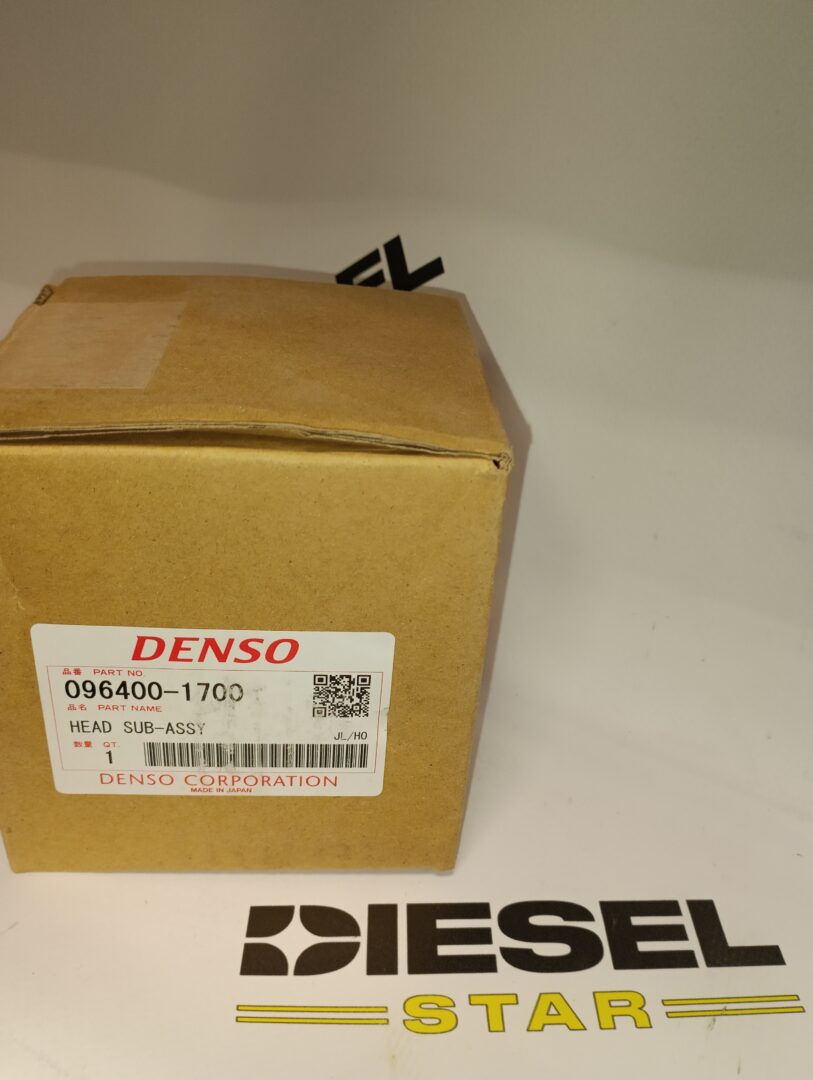 EL
DENSO
品番 PART NO.
096400-1700
品名 PART NAME
HEAD SUB-ASSY
JL/HO
数量 QT.
1
DENSO CORPORATION
MADE IN JAPAN
DIESEL
STAR